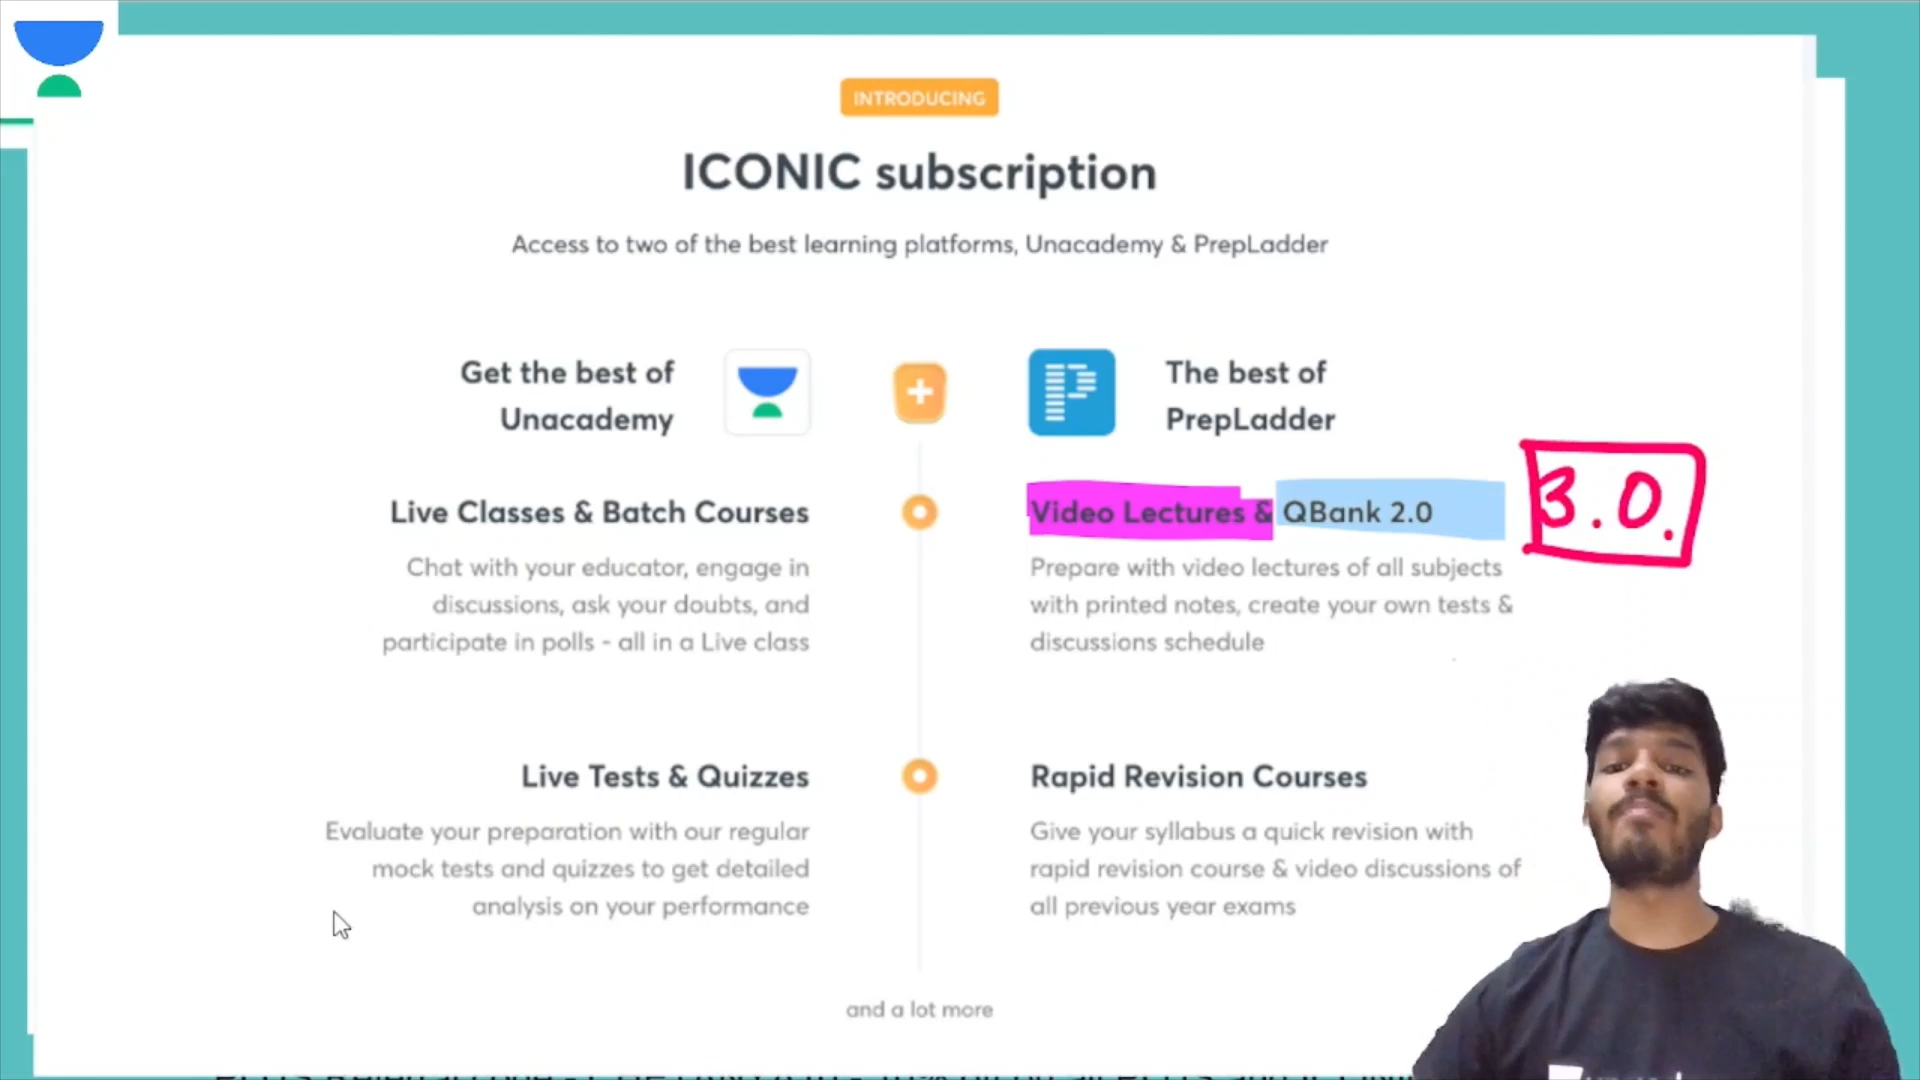 INTRODUCING
ICONIC subscription
Access to two of the best learning platforms, Unacademy & PrepLadder
Get the best of
Unacademy
The best of
PrepLadder
Live Classes & Batch Courses
Chat with your educator, engage in
discussions, ask your doubts, and
participate in polls - all in a Live class
Video Lectures & QBank 2.0
3.0.
Prepare with video lectures of all subjects
with printed notes, create your own tests &
discussions schedule
Live Tests & Quizzes
Evaluate your preparation with our regular
mock tests and quizzes to get detailed
analysis on your performance
Rapid Revision Courses
Give your syllabus a quick revision with
rapid revision course & video discussions of
all previous year exams
and a lot more